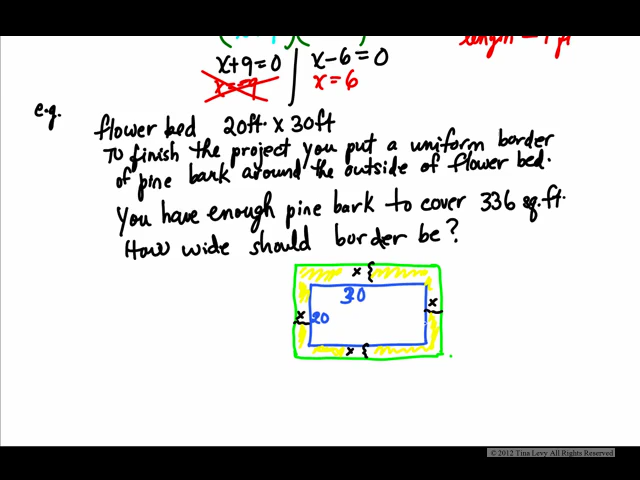 x+9=0 | x-6=0
x=-9 x=6
e.g.
flower bed 20ft. x 30ft
To finish the project you put a uniform border
of pine bark around the outside of flower bed.
You have enough pine bark to cover 336 sq.ft.
How wide should border be?
x {
30
x
20
x
x {
© 2012 Tina Levy All Rights Reserved